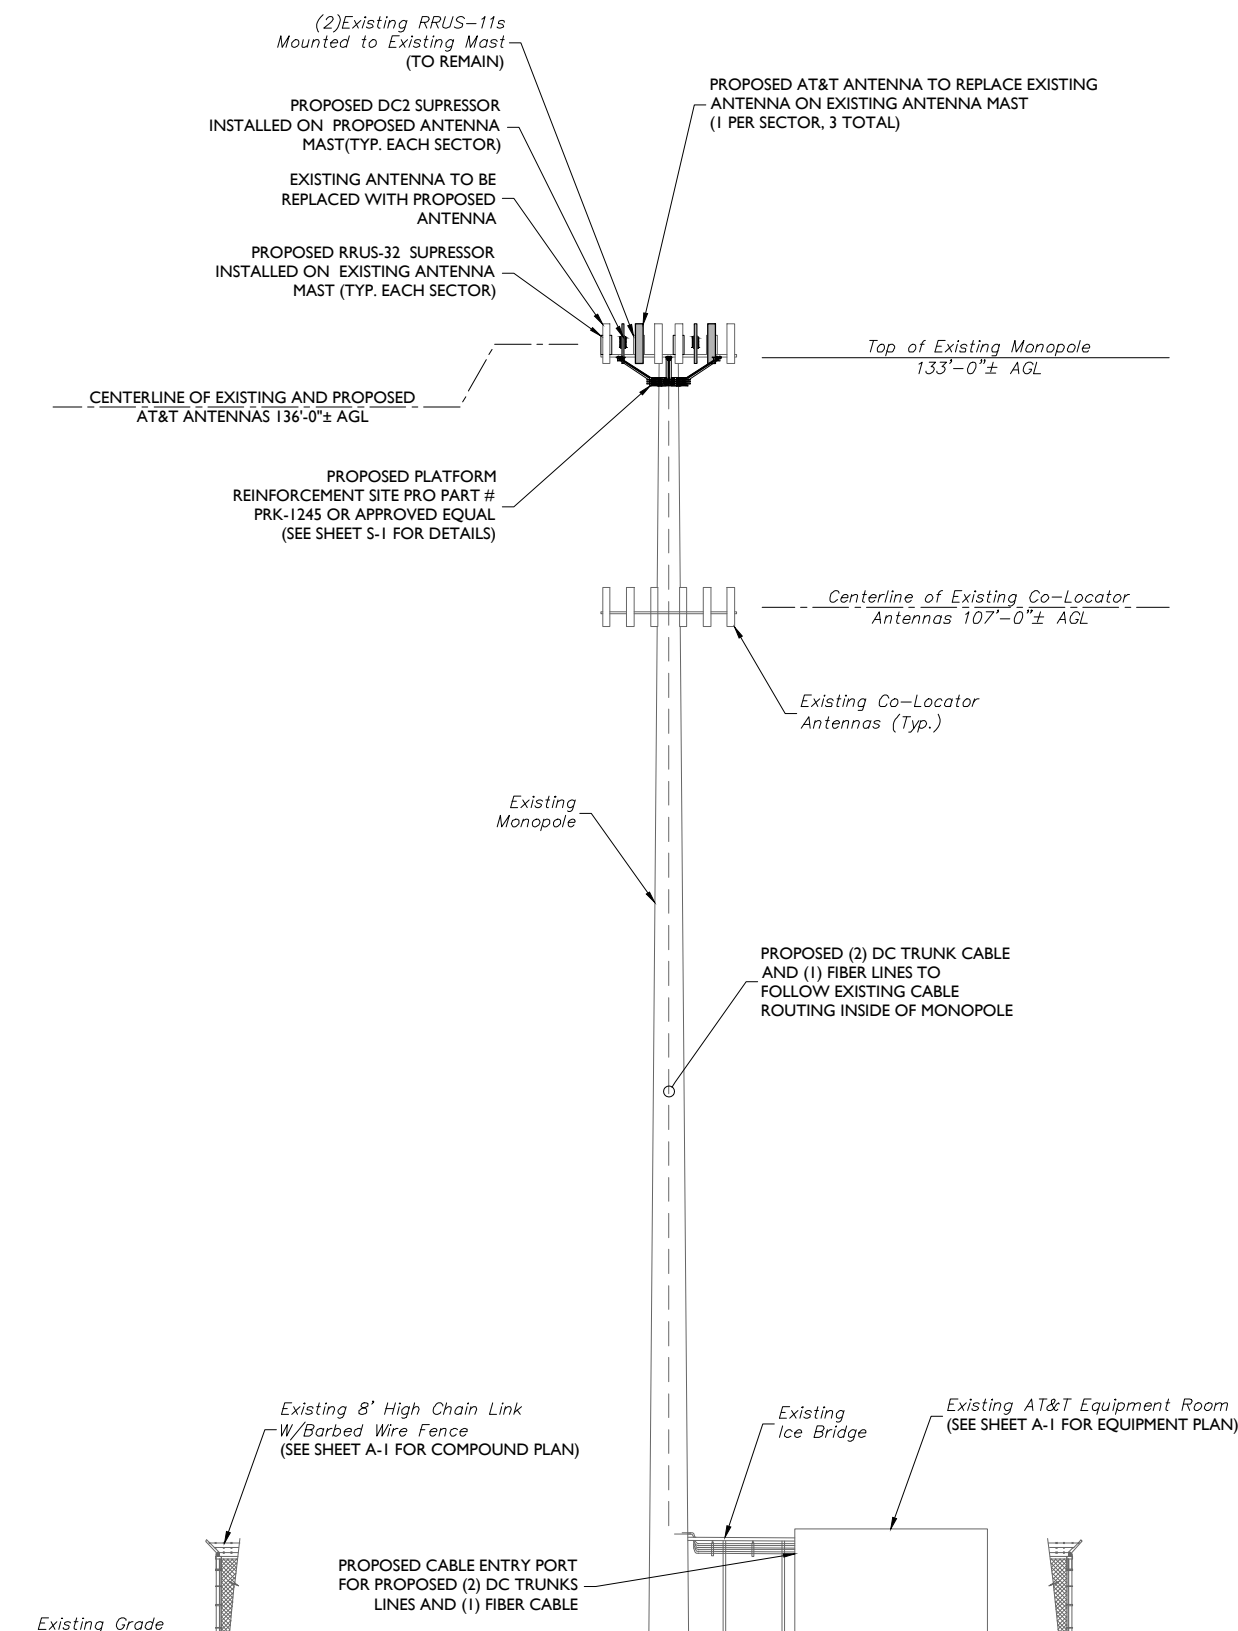 (2)Existing RRUS-11s
Mounted to Existing Mast
(TO REMAIN)
PROPOSED AT&T ANTENNA TO REPLACE EXISTING
ANTENNA ON EXISTING ANTENNA MAST
(1 PER SECTOR, 3 TOTAL)
PROPOSED DC2 SUPRESSOR
INSTALLED ON PROPOSED ANTENNA
MAST(TYP. EACH SECTOR)
EXISTING ANTENNA TO BE
REPLACED WITH PROPOSED
ANTENNA
PROPOSED RRUS-32 SUPRESSOR
INSTALLED ON EXISTING ANTENNA
MAST (TYP. EACH SECTOR)
Top of Existing Monopole
133'-0"± AGL
CENTERLINE OF EXISTING AND PROPOSED
AT&T ANTENNAS 136'-0"± AGL
PROPOSED PLATFORM
REINFORCEMENT SITE PRO PART #
PRK-1245 OR APPROVED EQUAL
(SEE SHEET S-1 FOR DETAILS)
Centerline of Existing Co-Locator
Antennas 107'-0"± AGL
Existing Co-Locator
Antennas (Typ.)
Existing
Monopole
PROPOSED (2) DC TRUNK CABLE
AND (1) FIBER LINES TO
FOLLOW EXISTING CABLE
ROUTING INSIDE OF MONOPOLE
Existing 8' High Chain Link
W/Barbed Wire Fence
(SEE SHEET A-1 FOR COMPOUND PLAN)
Existing
Ice Bridge
Existing AT&T Equipment Room
(SEE SHEET A-1 FOR EQUIPMENT PLAN)
PROPOSED CABLE ENTRY PORT
FOR PROPOSED (2) DC TRUNKS
LINES AND (1) FIBER CABLE
Existing Grade